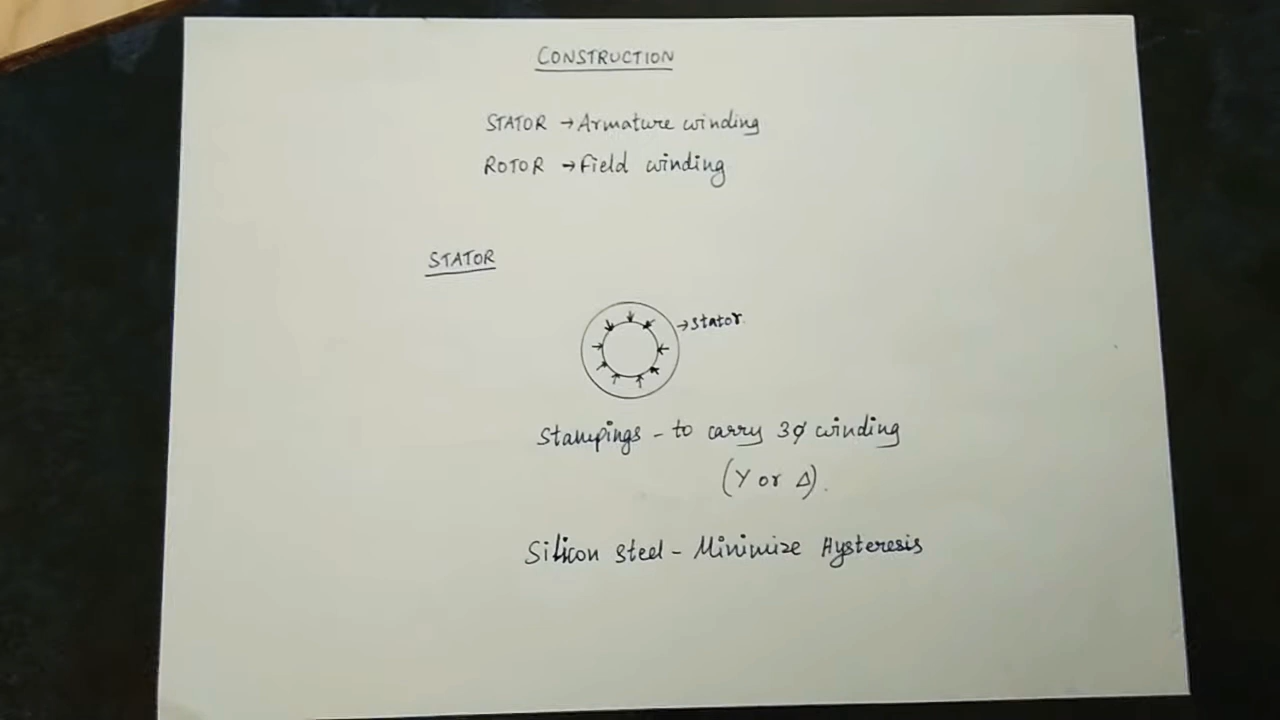 CONSTRUCTION
STATOR → Armature winding
ROTOR → Field winding
STATOR
→ stator.
Stampings - to carry 3φ winding
(Y or Δ).
Silicon steel - Minimize Hysteresis